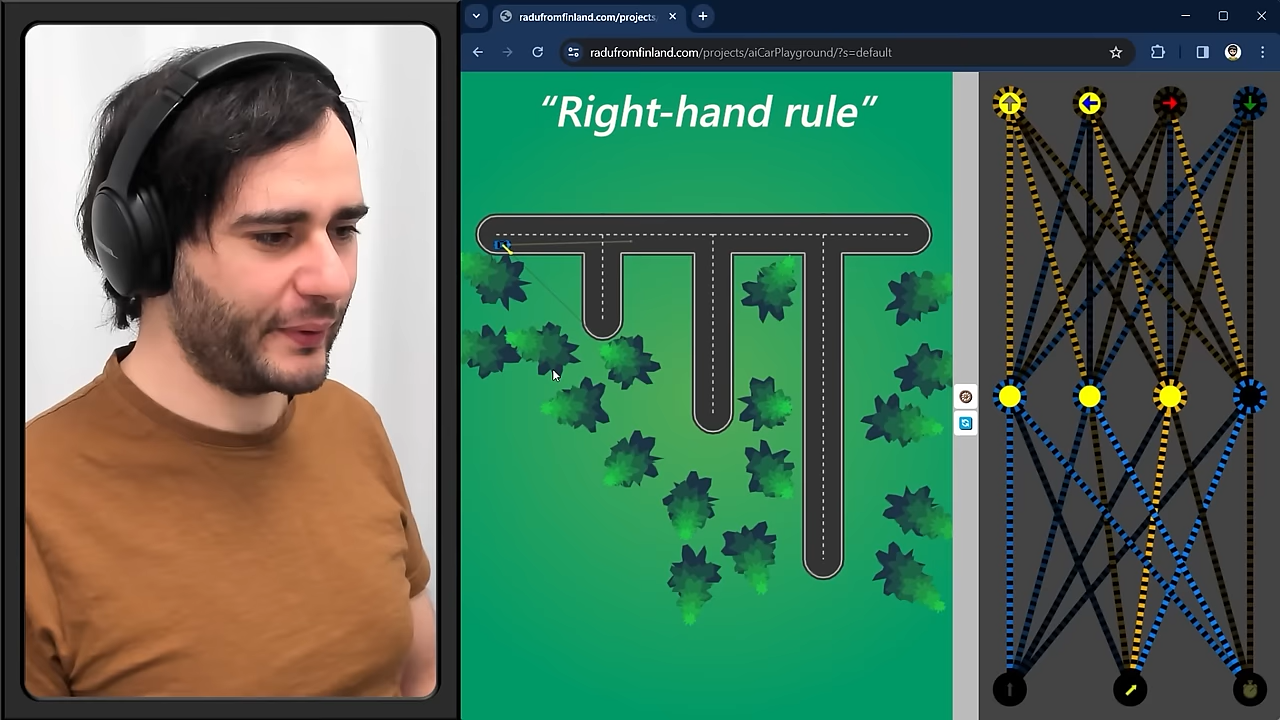 radufromfinland.com/projects
radufromfinland.com/projects/aiCarPlayground/?s=default
“Right-hand rule”